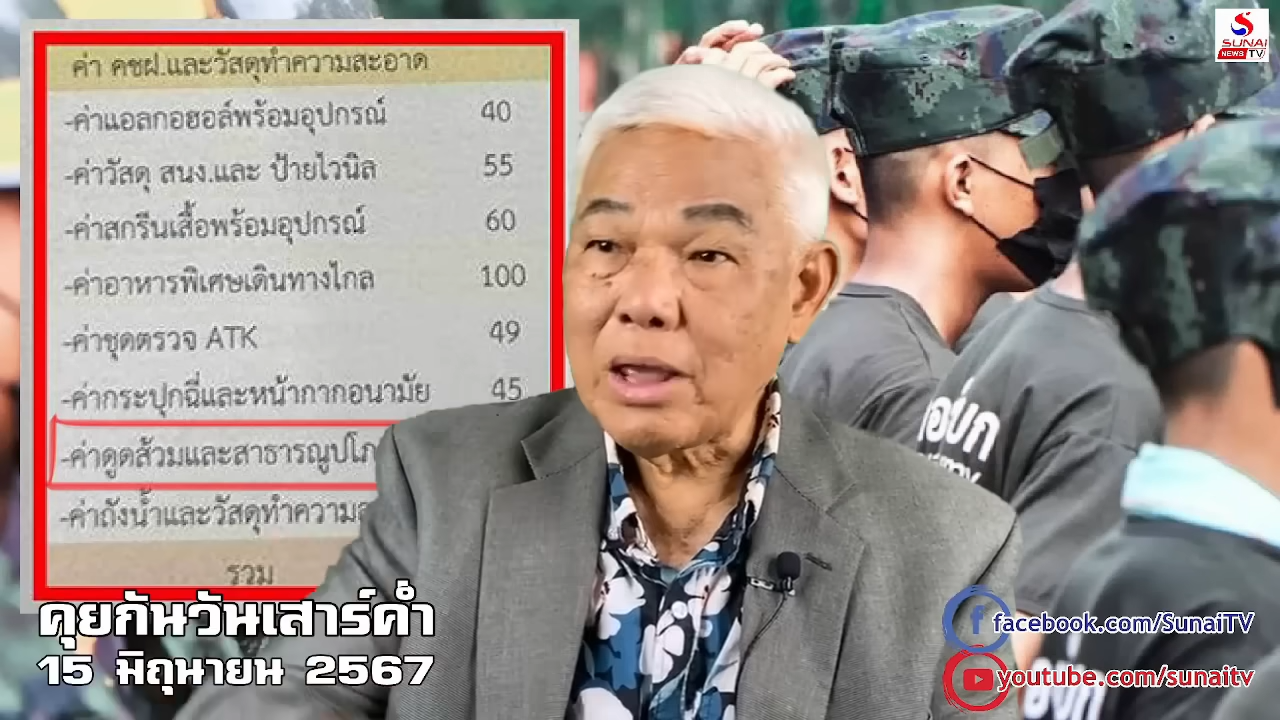 ค่า คชฝ.และวัสดุทำความสะอาด
-ค่าแอลกอฮอล์พร้อมอุปกรณ์ 40
-ค่าวัสดุ สนง.และ ป้ายไวนิล 55
-ค่าสกรีนเสื้อพร้อมอุปกรณ์ 60
-ค่าอาหารพิเศษเดินทางไกล 100
-ค่าชุดตรวจ ATK 49
-ค่ากระปุกฉี่และหน้ากากอนามัย 45
-ค่าดูดส้วมและสาธารณูปโภ
-ค่าถังน้ำและวัสดุทำความส
รวม
คุยกันวันเสาร์ค่ำ
15 มิถุนายน 2567
SUNAI
NEWS TV
facebook.com/SunaiTV
youtube.com/sunaitv